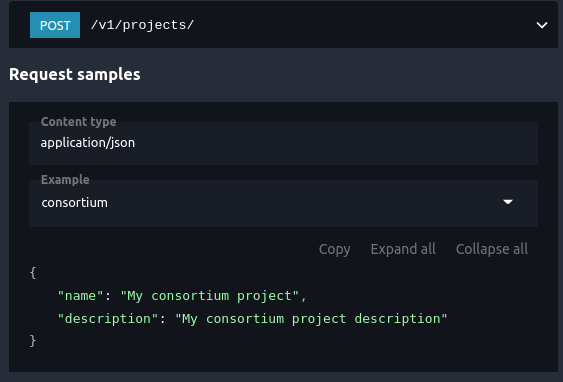 POST /v1/projects/
Request samples
Content type
application/json
Example
consortium
Copy Expand all Collapse all
{
    "name": "My consortium project",
    "description": "My consortium project description"
}